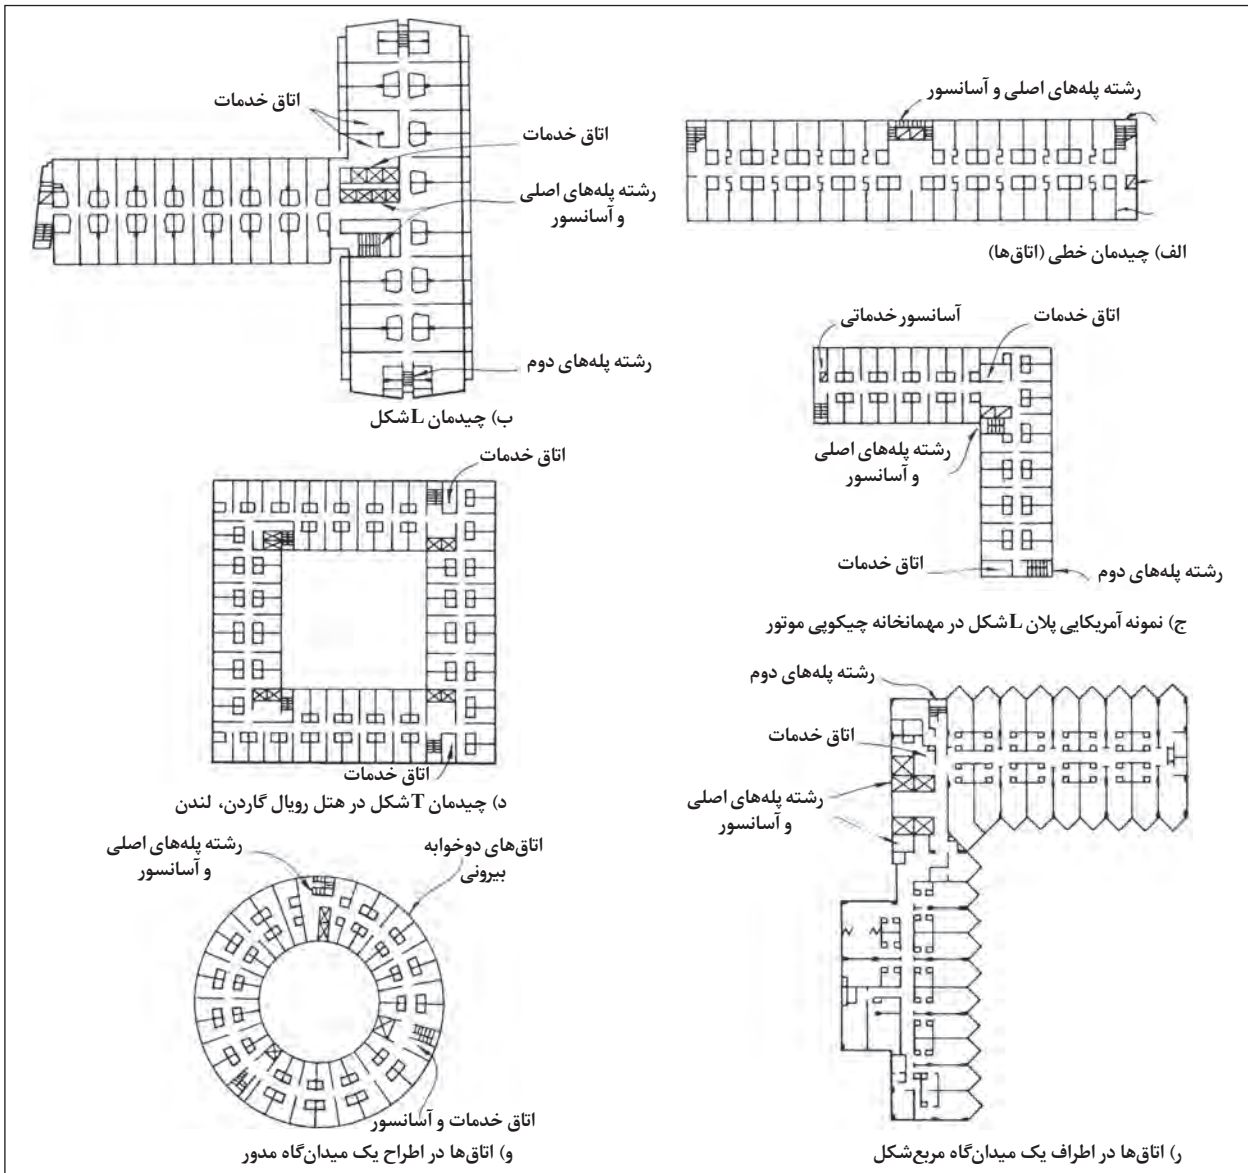 رشته پله‌های اصلی و آسانسور
الف) چیدمان خطی (اتاق‌ها)
اتاق خدمات
اتاق خدمات
رشته پله‌های اصلی
و آسانسور
رشته پله‌های دوم
ب) چیدمان L شکل
آسانسور خدماتی
اتاق خدمات
رشته پله‌های اصلی
و آسانسور
اتاق خدمات
رشته پله‌های دوم
ج) نمونه آمریکایی پلان L شکل در مهمانخانه چیکوپی موتور
اتاق خدمات
اتاق خدمات
د) چیدمان T شکل در هتل رویال گاردن، لندن
رشته پله‌های دوم
اتاق خدمات
رشته پله‌های اصلی
و آسانسور
ر) اتاق‌ها در اطراف یک میدان‌گاه مربع‌شکل
اتاق‌های دوخوابه
بیرونی
رشته پله‌های اصلی
و آسانسور
اتاق خدمات و آسانسور
و) اتاق‌ها در اطراح یک میدان‌گاه مدور